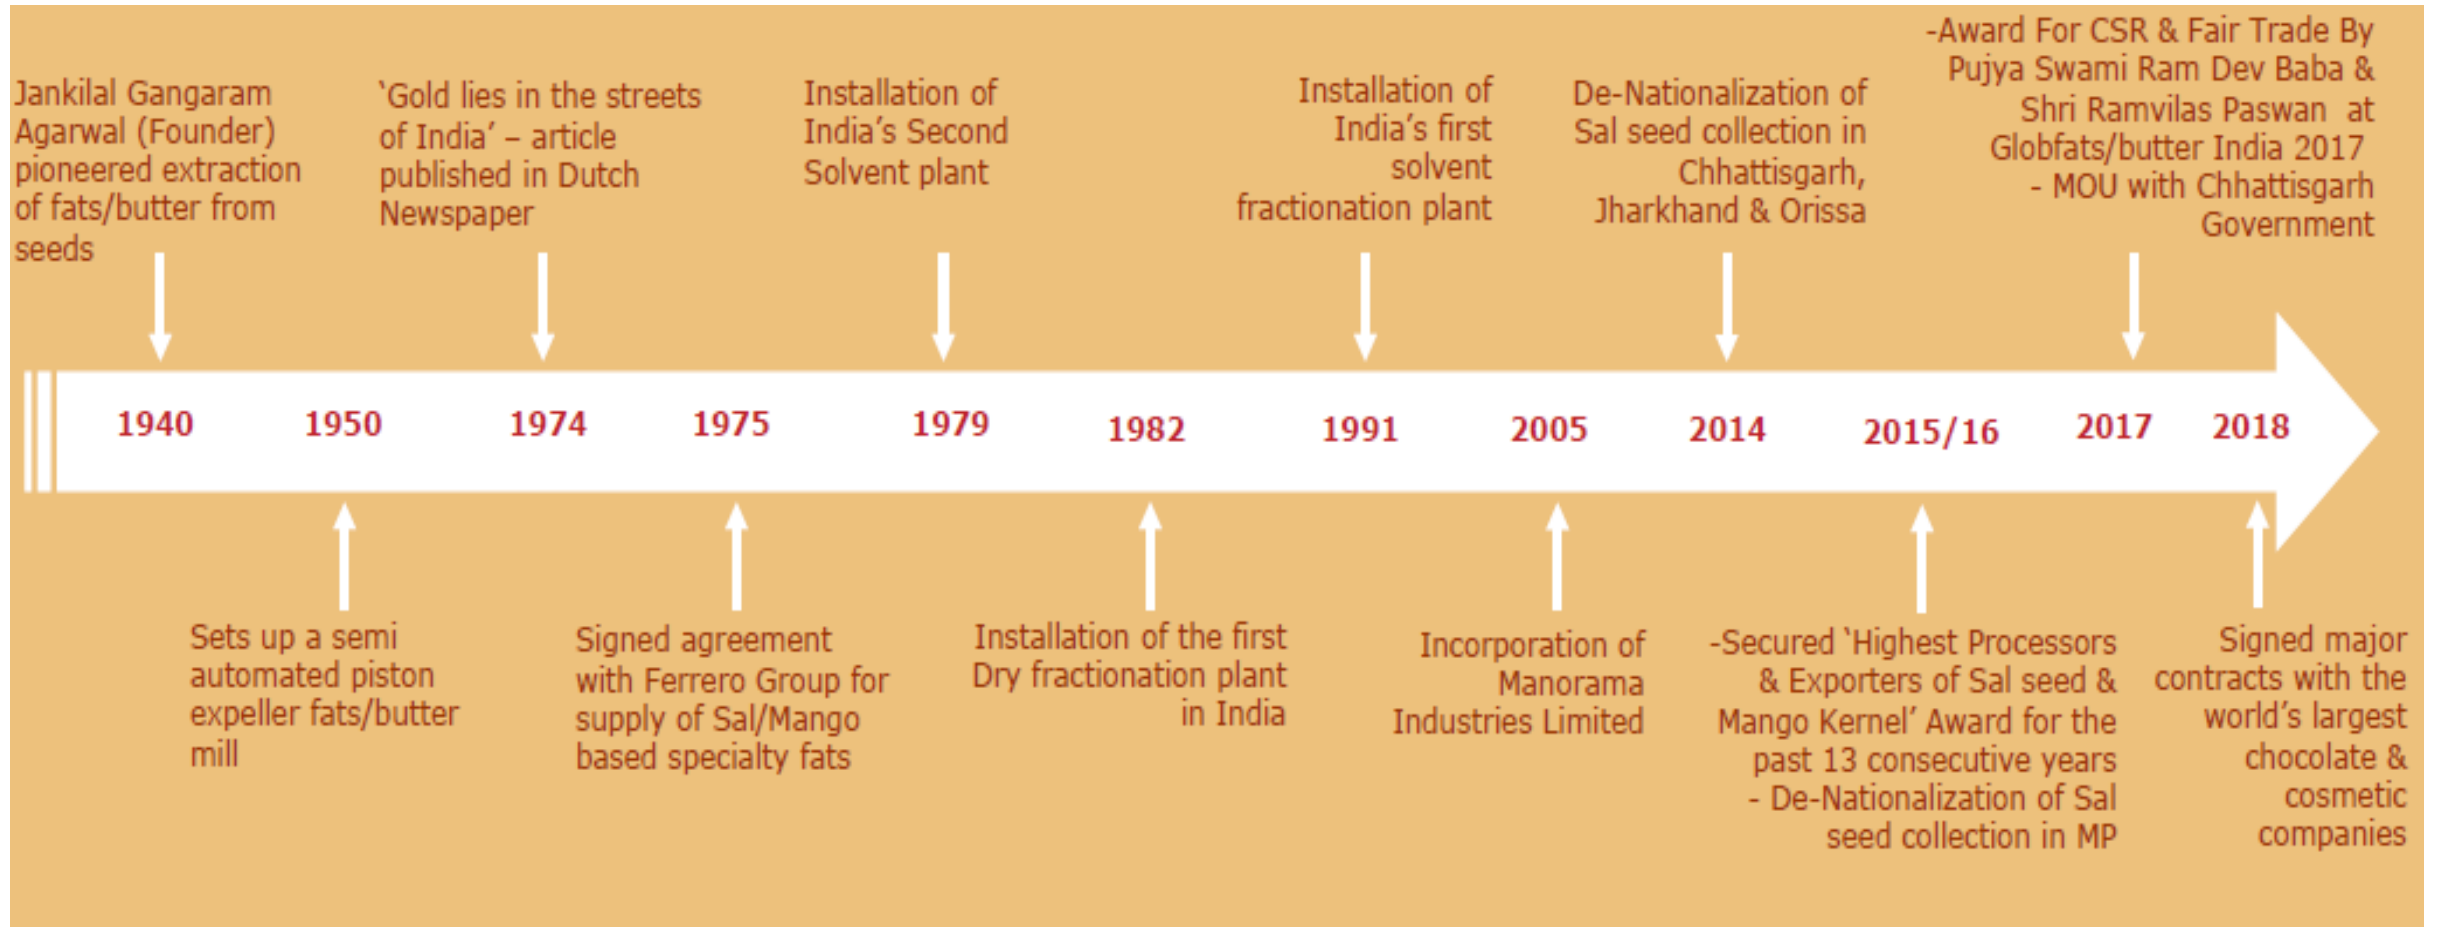 Jankilal Gangaram
Agarwal (Founder)
pioneered extraction
of fats/butter from
seeds
‘Gold lies in the streets
of India’ – article
published in Dutch
Newspaper
Installation of
India’s Second
Solvent plant
Installation of
India’s first
solvent
fractionation plant
De-Nationalization of
Sal seed collection in
Chhattisgarh,
Jharkhand & Orissa
-Award For CSR & Fair Trade By
Pujya Swami Ram Dev Baba &
Shri Ramvilas Paswan at
Globfats/butter India 2017
- MOU with Chhattisgarh
Government
1940 1950 1974 1975 1979 1982 1991 2005 2014 2015/16 2017 2018
Sets up a semi
automated piston
expeller fats/butter
mill
Signed agreement
with Ferrero Group for
supply of Sal/Mango
based specialty fats
Installation of the first
Dry fractionation plant
in India
Incorporation of
Manorama
Industries Limited
-Secured ‘Highest Processors
& Exporters of Sal seed &
Mango Kernel’ Award for the
past 13 consecutive years
- De-Nationalization of Sal
seed collection in MP
Signed major
contracts with the
world’s largest
chocolate &
cosmetic
companies